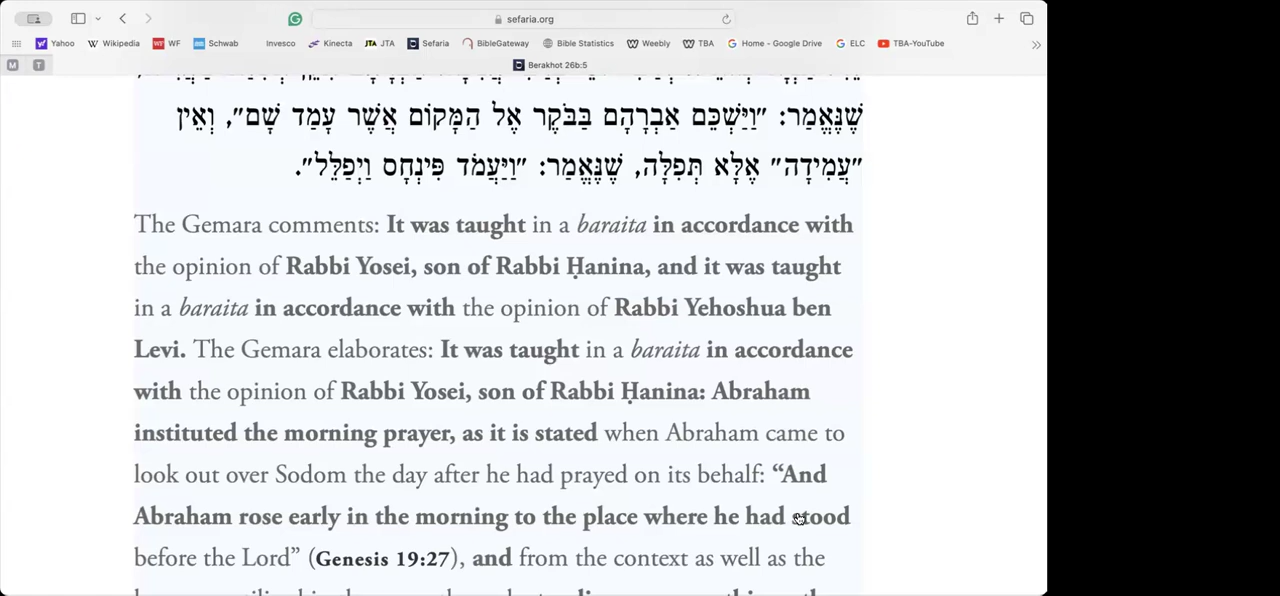 sefaria.org
Yahoo W Wikipedia WF WF Schwab Invesco Kinecta JTA JTA Sefaria BibleGateway Bible Statistics Weebly TBA Home - Google Drive ELC TBA-YouTube
M T Berakhot 26b:5
שֶׁנֶּאֱמַר: ״וַיַּשְׁכֵּם אַבְרָהָם בַּבֹּקֶר אֶל הַמָּקוֹם אֲשֶׁר עָמַד שָׁם״, וְאֵין
״עֲמִידָה״ אֶלָּא תְּפִלָּה, שֶׁנֶּאֱמַר: ״וַיַּעֲמֹד פִּינְחָס וַיְפַלֵּל״.
The Gemara comments: It was taught in a baraita in accordance with
the opinion of Rabbi Yosei, son of Rabbi Ḥanina, and it was taught
in a baraita in accordance with the opinion of Rabbi Yehoshua ben
Levi. The Gemara elaborates: It was taught in a baraita in accordance
with the opinion of Rabbi Yosei, son of Rabbi Ḥanina: Abraham
instituted the morning prayer, as it is stated when Abraham came to
look out over Sodom the day after he had prayed on its behalf: “And
Abraham rose early in the morning to the place where he had stood
before the Lord” (Genesis 19:27), and from the context as well as the